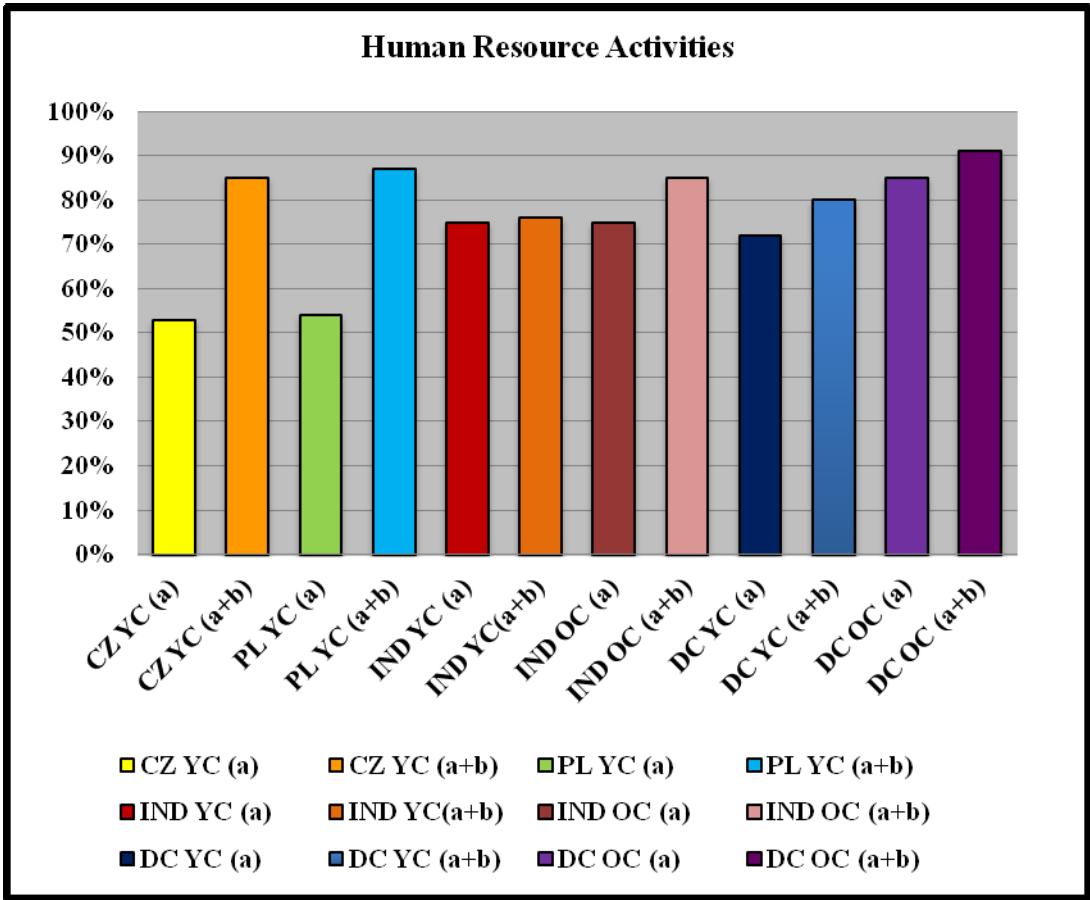 Human Resource Activities
100%
90%
80%
70%
60%
50%
40%
30%
20%
10%
0%
CZ YC (a)
CZ YC (a+b)
PL YC (a)
PL YC (a+b)
IND YC (a)
IND YC(a+b)
IND OC (a)
IND OC (a+b)
DC YC (a)
DC YC (a+b)
DC OC (a)
DC OC (a+b)
CZ YC (a) CZ YC (a+b) PL YC (a) PL YC (a+b)
IND YC (a) IND YC(a+b) IND OC (a) IND OC (a+b)
DC YC (a) DC YC (a+b) DC OC (a) DC OC (a+b)